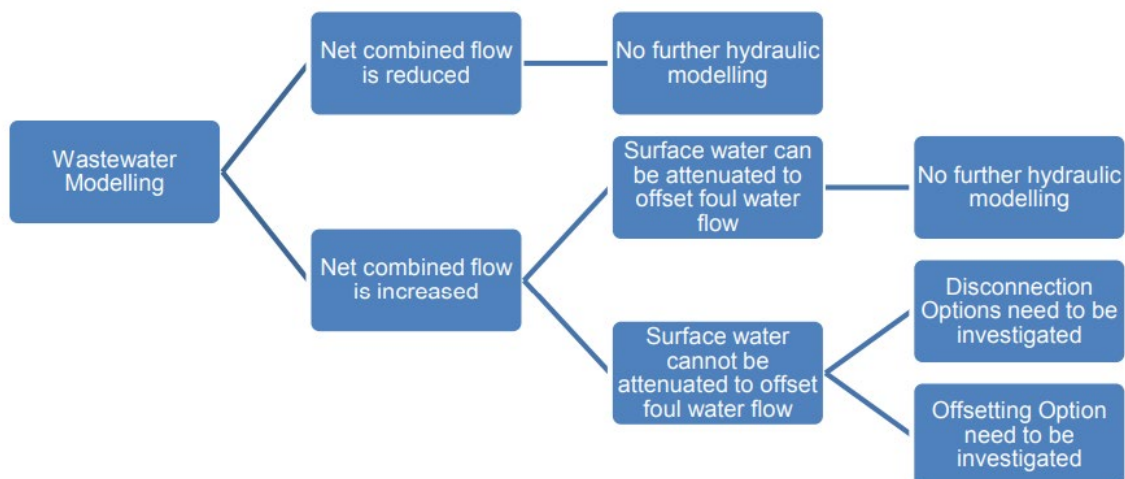 Wastewater
Modelling
Net combined flow
is reduced
No further hydraulic
modelling
Net combined flow
is increased
Surface water can
be attenuated to
offset foul water
flow
No further hydraulic
modelling
Surface water
cannot be
attenuated to offset
foul water flow
Disconnection
Options need to be
investigated
Offsetting Option
need to be
investigated